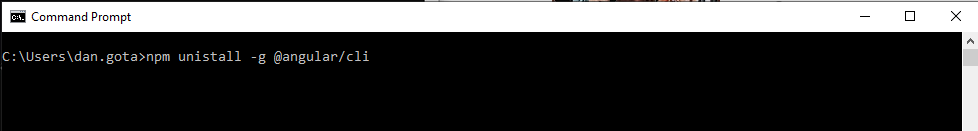 Command Prompt
C:\Users\dan.gota>npm unistall -g @angular/cli